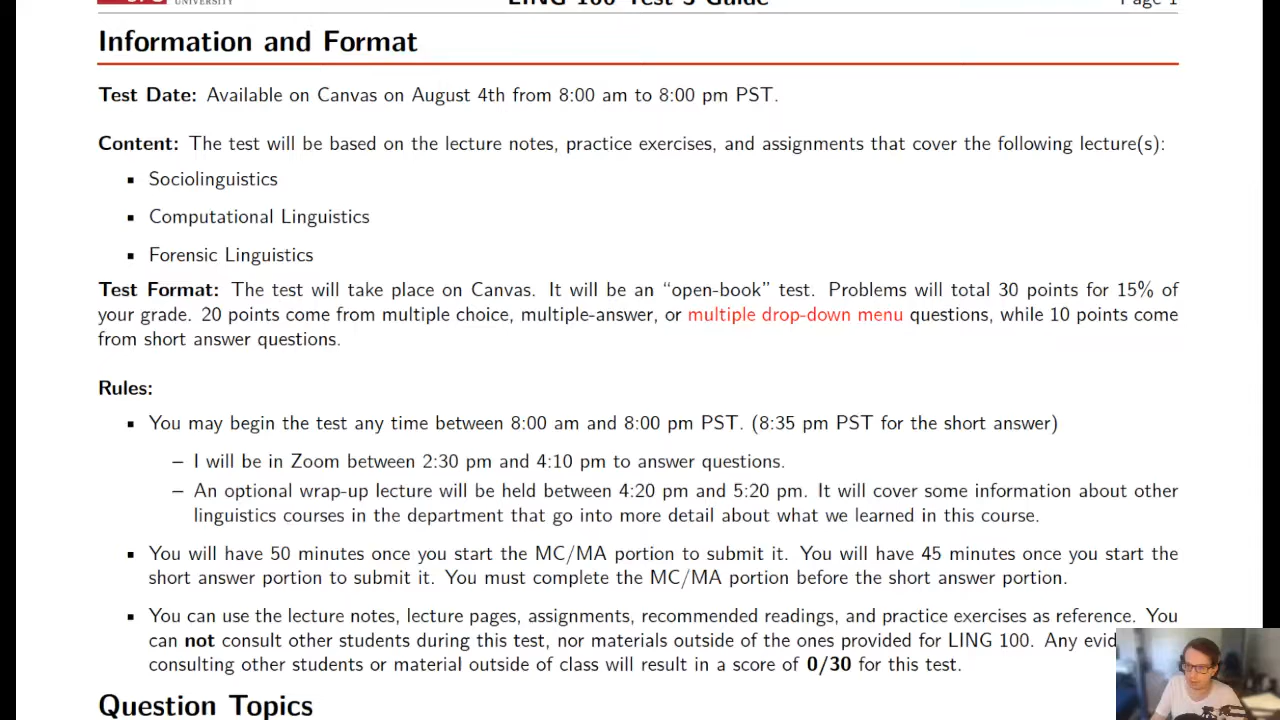 UNIVERSITY
LING 100 Test 3 Guide
Page 1
Information and Format
Test Date: Available on Canvas on August 4th from 8:00 am to 8:00 pm PST.
Content: The test will be based on the lecture notes, practice exercises, and assignments that cover the following lecture(s):
▪ Sociolinguistics
▪ Computational Linguistics
▪ Forensic Linguistics
Test Format: The test will take place on Canvas. It will be an “open-book” test. Problems will total 30 points for 15% of
your grade. 20 points come from multiple choice, multiple-answer, or multiple drop-down menu questions, while 10 points come
from short answer questions.
Rules:
▪ You may begin the test any time between 8:00 am and 8:00 pm PST. (8:35 pm PST for the short answer)
– I will be in Zoom between 2:30 pm and 4:10 pm to answer questions.
– An optional wrap-up lecture will be held between 4:20 pm and 5:20 pm. It will cover some information about other
linguistics courses in the department that go into more detail about what we learned in this course.
▪ You will have 50 minutes once you start the MC/MA portion to submit it. You will have 45 minutes once you start the
short answer portion to submit it. You must complete the MC/MA portion before the short answer portion.
▪ You can use the lecture notes, lecture pages, assignments, recommended readings, and practice exercises as reference. You
can not consult other students during this test, nor materials outside of the ones provided for LING 100. Any evid
consulting other students or material outside of class will result in a score of 0/30 for this test.
Question Topics